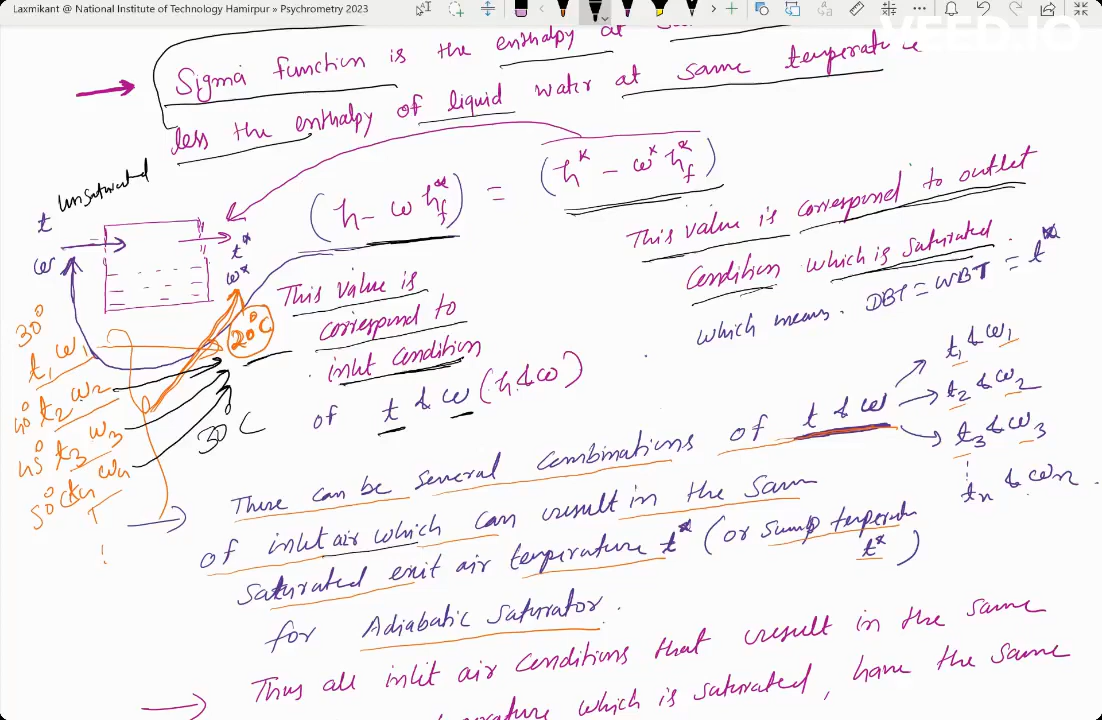 Laxmikant @ National Institute of Technology Hamirpur » Psychrometry 2023
VEED.IO
Sigma function is the enthalpy at
less the enthalpy of liquid water at same temperature
unsaturated
t
ω
t*
ω*
(h - ω h*f) = (h* - ω* h*f)
This value is
correspond to
inlet condition
of t & ω (h & ω)
This value is correspond to outlet
condition which is saturated
which means. DBT = WBT = t*
20°C
30°C
30° t1 ω1
40° t2 ω2
45° t3 ω3
50°C t4 ω4
There can be several combinations of t & ω
t1 & ω1
t2 & ω2
t3 & ω3
tn & ωn.
of inlet air which can result in the same
saturated exit air temperature t* (or sump temperatu
t*)
for Adiabatic saturator.
Thus all inlet air conditions that result in the same
temperature which is saturated, have the same